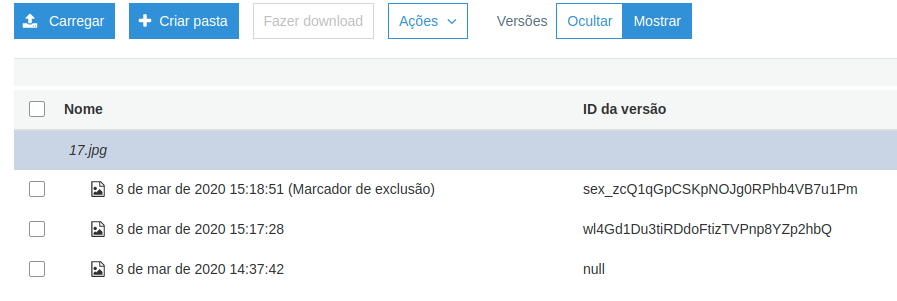 Carregar Criar pasta Fazer download Ações Versões Ocultar Mostrar
Nome ID da versão
17.jpg
8 de mar de 2020 15:18:51 (Marcador de exclusão) sex_zcQ1qGpCSKpNOJg0RPhb4VB7u1Pm
8 de mar de 2020 15:17:28 wl4Gd1Du3tiRDdoFtizTVPnp8YZp2hbQ
8 de mar de 2020 14:37:42 null